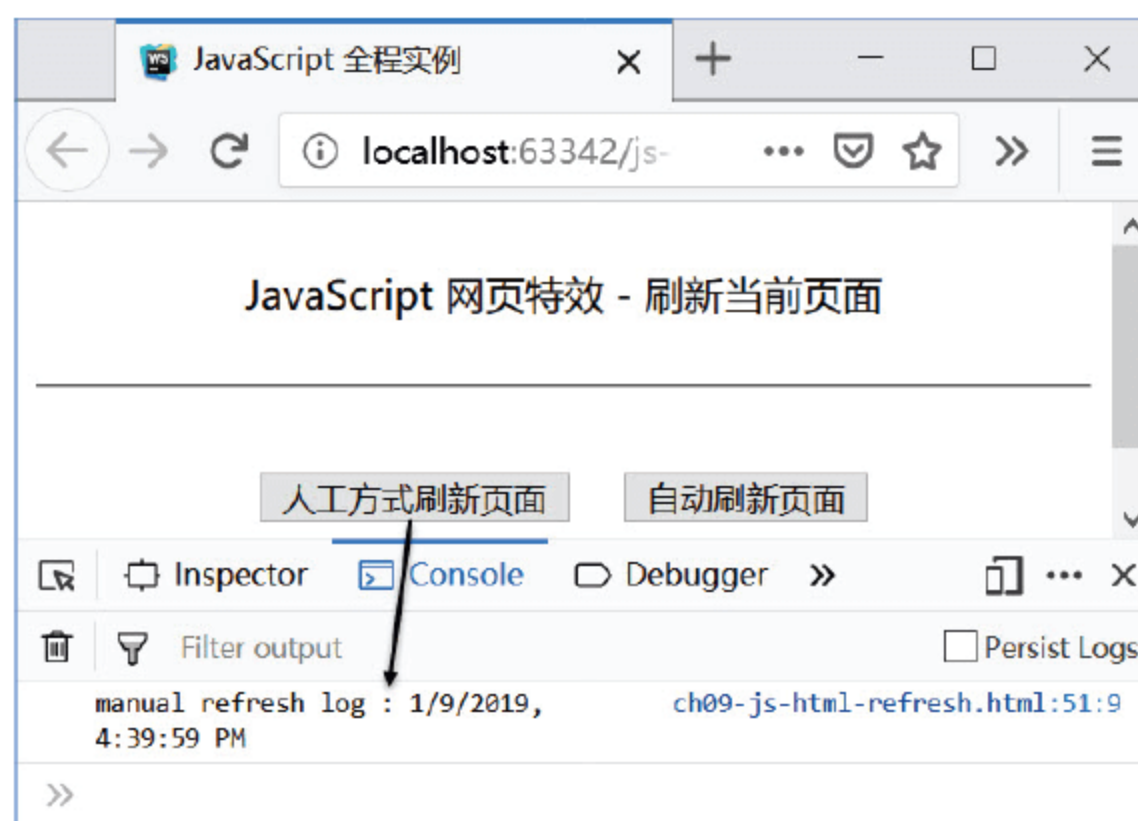 WS JavaScript 全程实例
localhost:63342/js-
JavaScript 网页特效 - 刷新当前页面
人工方式刷新页面 自动刷新页面
Inspector Console Debugger
Filter output Persist Logs
manual refresh log : 1/9/2019, ch09-js-html-refresh.html:51:9
4:39:59 PM